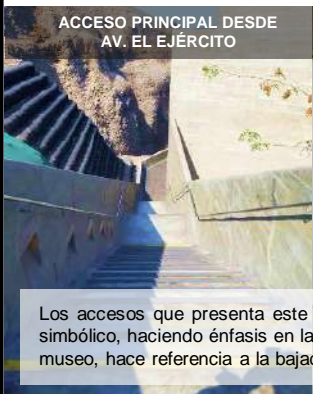 ACCESO PRINCIPAL DESDE
AV. EL EJÉRCITO
Los accesos que presenta este
simbólico, haciendo énfasis en la
museo, hace referencia a la bajad